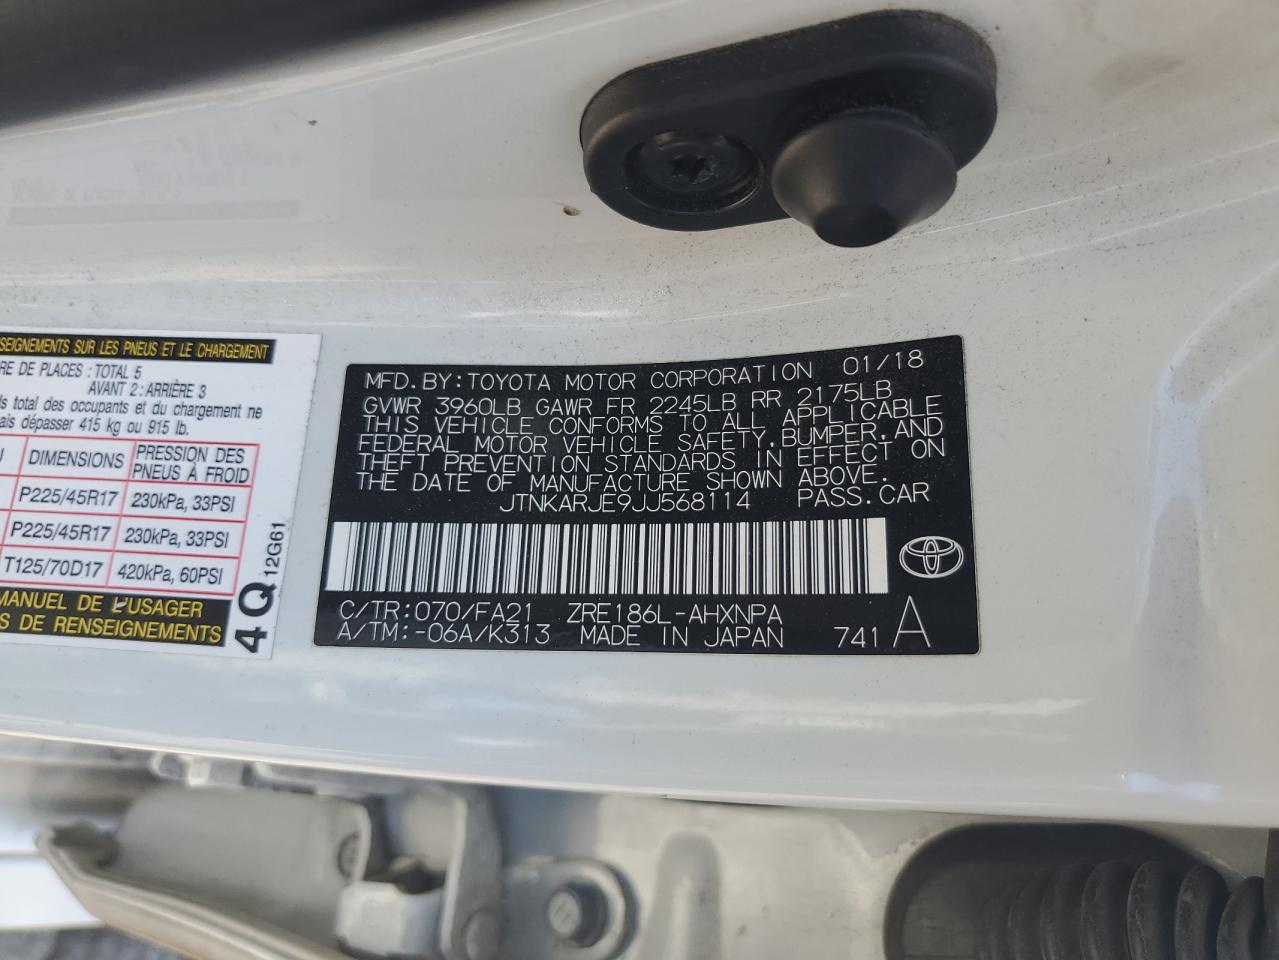 SEIGNEMENTS SUR LES PNEUS ET LE CHARGEMENT
RE DE PLACES : TOTAL 5
AVANT 2 : ARRIÈRE 3
ds total des occupants et du chargement ne
ais dépasser 415 kg ou 915 lb.
DIMENSIONS PRESSION DES PNEUS À FROID
P225/45R17 230kPa, 33PSI
P225/45R17 230kPa, 33PSI
T125/70D17 420kPa, 60PSI
MANUEL DE L'USAGER
US DE RENSEIGNEMENTS
4Q 12G61
MFD. BY: TOYOTA MOTOR CORPORATION 01/18
GVWR 3960LB GAWR FR 2245LB RR 2175LB
THIS VEHICLE CONFORMS TO ALL APPLICABLE
FEDERAL MOTOR VEHICLE SAFETY, BUMPER, AND
THEFT PREVENTION STANDARDS IN EFFECT ON
THE DATE OF MANUFACTURE SHOWN ABOVE.
JTNKARJE9JJ568114 PASS. CAR
C/TR: 070/FA21 ZRE186L-AHXNPA
A/TM: -06A/K313 MADE IN JAPAN 741 A